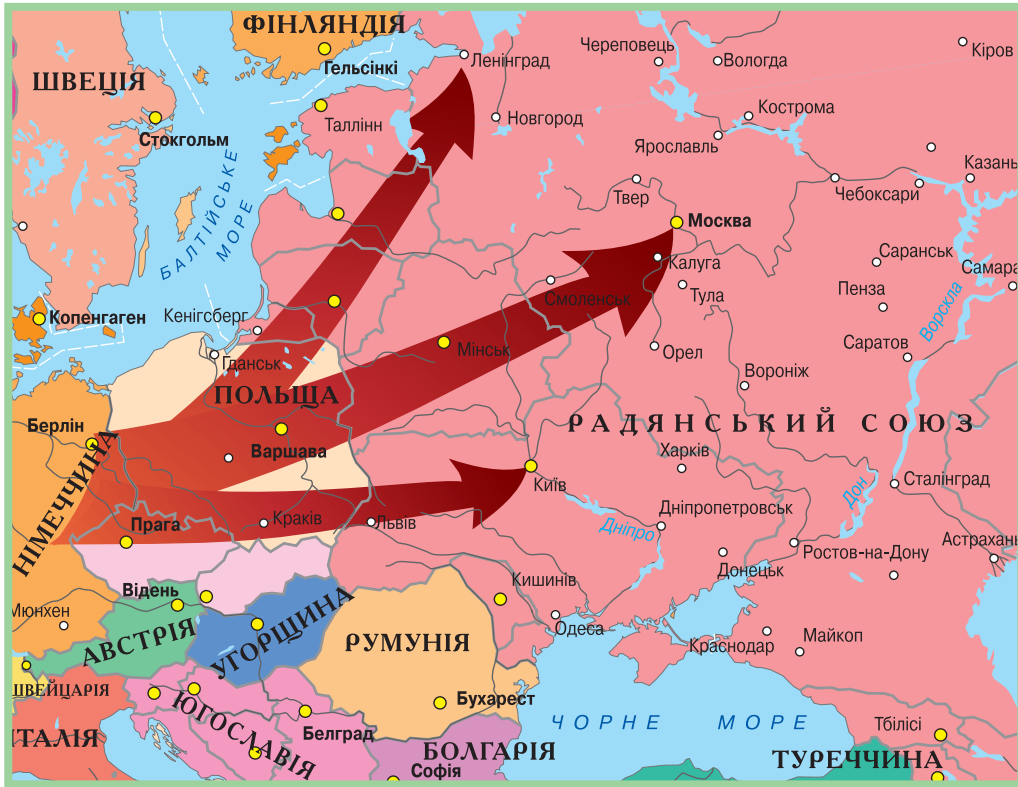 ФІНЛЯНДІЯ
Гельсінкі
Ленінград
Череповець
Вологда
Кіров
ШВЕЦІЯ
Стокгольм
Таллінн
Новгород
Кострома
Ярославль
Казань
Твер
Чебоксари
БАЛТІЙСЬКЕ
МОРЕ
Москва
Калуга
Саранськ
Самара
Смоленськ
Тула
Пенза
Ворскла
Копенгаген
Кенігсберг
Гданськ
Мінськ
Орел
Саратов
Вороніж
ПОЛЬЩА
Берлін
Варшава
РАДЯНСЬКИЙ СОЮЗ
НІМЕЧЧИНА
Харків
Київ
Сталінград
Дон
Прага
Краків
Львів
Дніпро
Дніпропетровськ
Ростов-на-Дону
Астрахань
Донецьк
Кишинів
Мюнхен
Відень
АВСТРІЯ
УГОРЩИНА
РУМУНІЯ
Одеса
Краснодар
Майкоп
ШВЕЙЦАРІЯ
ЮГОСЛАВІЯ
Бухарест
Белград
ЧОРНЕ МОРЕ
Тбілісі
ІТАЛІЯ
БОЛГАРІЯ
Софія
ТУРЕЧЧИНА